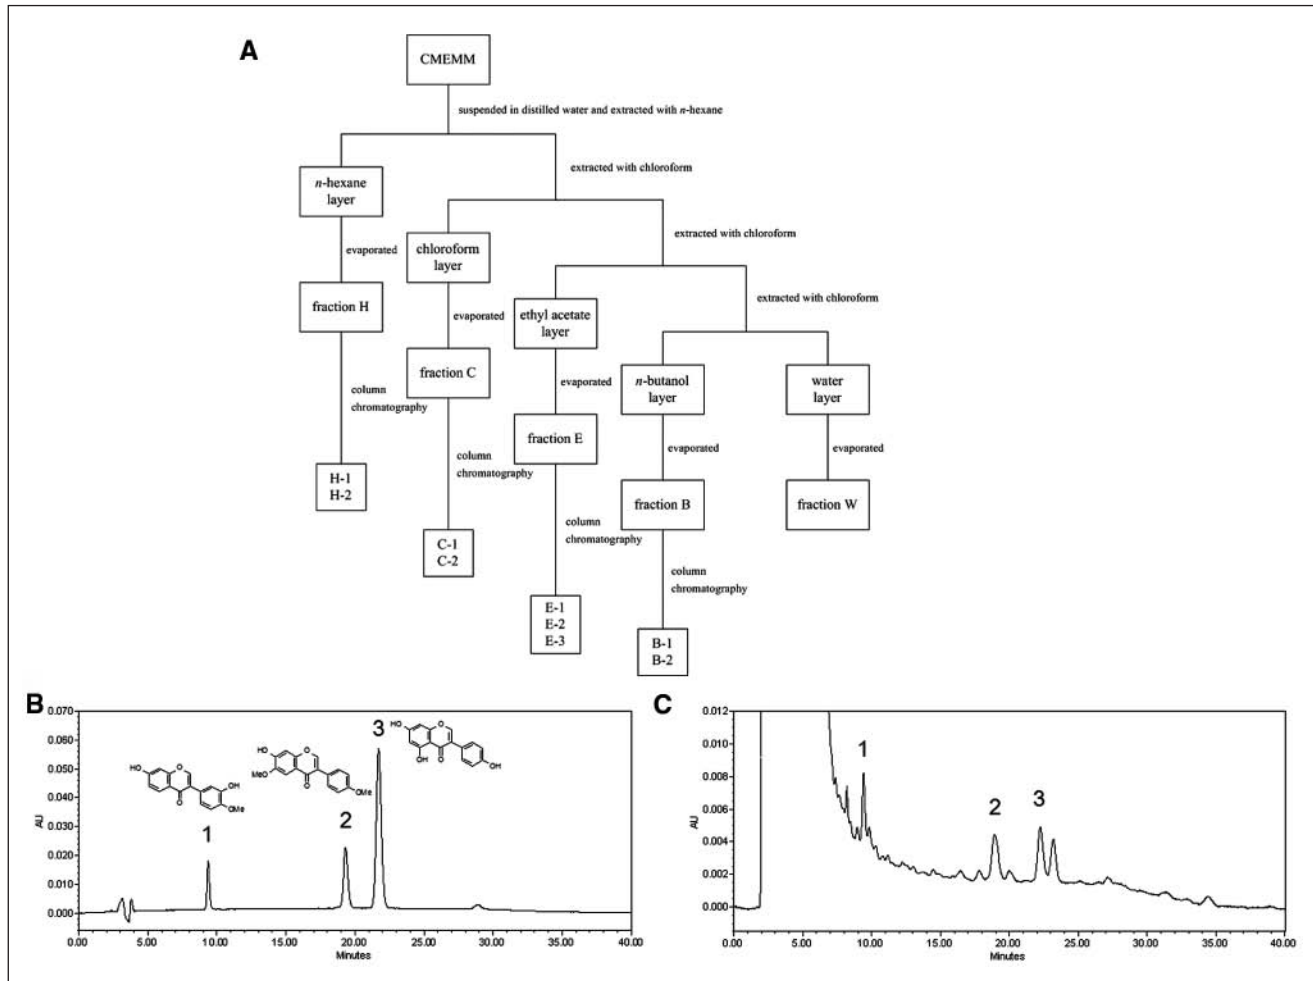 A
CMEMM
suspended in distilled water and extracted with n-hexane
n-hexane
layer
extracted with chloroform
evaporated
chloroform
layer
extracted with chloroform
fraction H
evaporated
ethyl acetate
layer
extracted with chloroform
fraction C
column
chromatography
evaporated
n-butanol
layer
water
layer
fraction E
column
chromatography
evaporated
evaporated
H-1
H-2
fraction B
fraction W
column
chromatography
C-1
C-2
column
chromatography
E-1
E-2
E-3
B-1
B-2
B
0.070
0.060
0.050
0.040
0.030
0.020
0.010
0.000
AU
0.00
5.00
10.00
15.00
20.00
25.00
30.00
35.00
40.00
Minutes
1
2
3
HO
O
O
OH
OMe
HO
MeO
O
O
OMe
HO
O
OH
O
OH
C
0.012
0.010
0.008
0.006
0.004
0.002
0.000
AU
0.00
5.00
10.00
15.00
20.00
25.00
30.00
35.00
40.00
Minutes
1
2
3